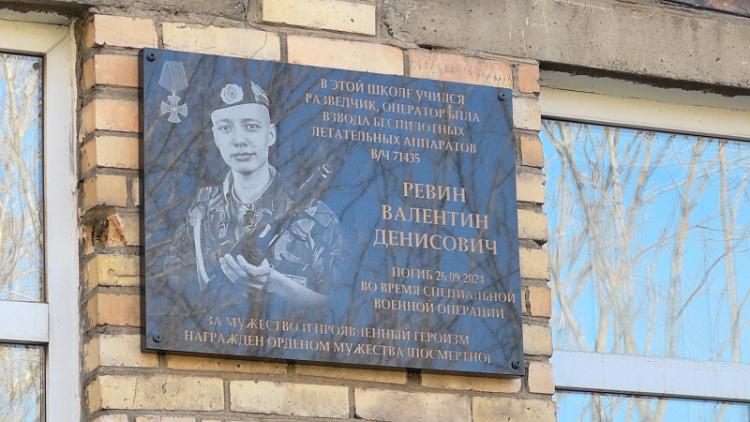 В ЭТОЙ ШКОЛЕ УЧИЛСЯ
РАЗВЕДЧИК, ОПЕРАТОР БПЛА
ВЗВОДА БЕСПИЛОТНЫХ
ЛЕТАТЕЛЬНЫХ АППАРАТОВ
В/Ч 71435
РЕВИН
ВАЛЕНТИН
ДЕНИСОВИЧ
ПОГИБ 26.09.2024
ВО ВРЕМЯ СПЕЦИАЛЬНОЙ
ВОЕННОЙ ОПЕРАЦИИ
ЗА МУЖЕСТВО И ПРОЯВЛЕННЫЙ ГЕРОИЗМ
НАГРАЖДЕН ОРДЕНОМ МУЖЕСТВА (ПОСМЕРТНО)